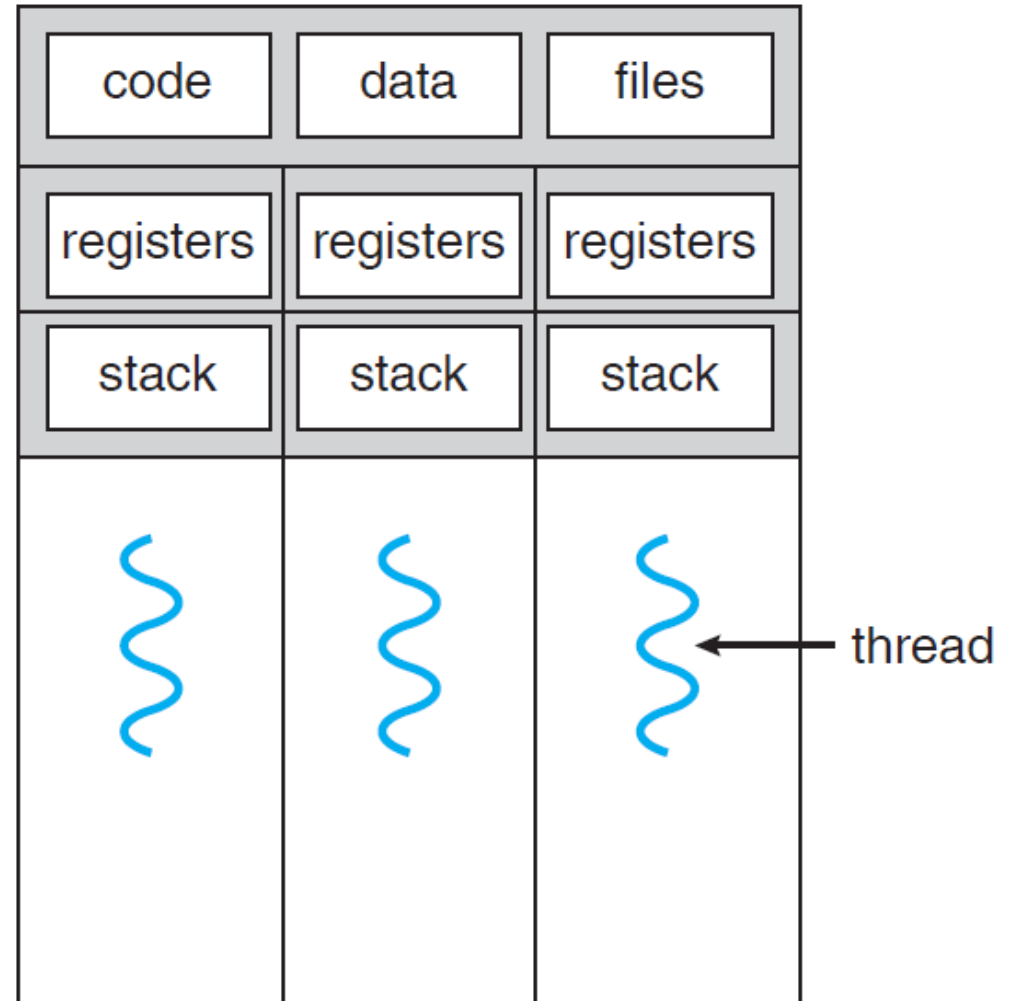 code data files
registers registers registers
stack stack stack
thread